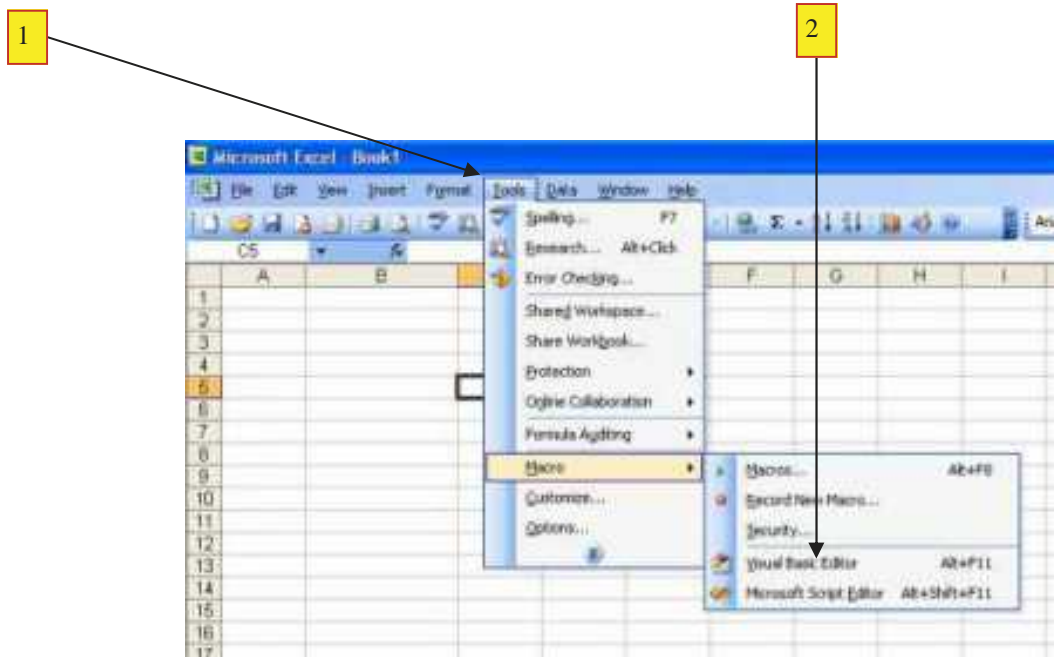 1
2
Microsoft Excel - Book1
File Edit View Insert Format Tools Data Window Help
Spelling... F7
Research... Alt+Click
Error Checking...
Shared Workspace...
Share Workbook...
Protection
Online Collaboration
Formula Auditing
Macro
Customize...
Options...
Macros... Alt+F8
Record New Macro...
Security...
Visual Basic Editor Alt+F11
Microsoft Script Editor Alt+Shift+F11
C5
A B F G H I
1
2
3
4
5
6
7
8
9
10
11
12
13
14
15
16
17